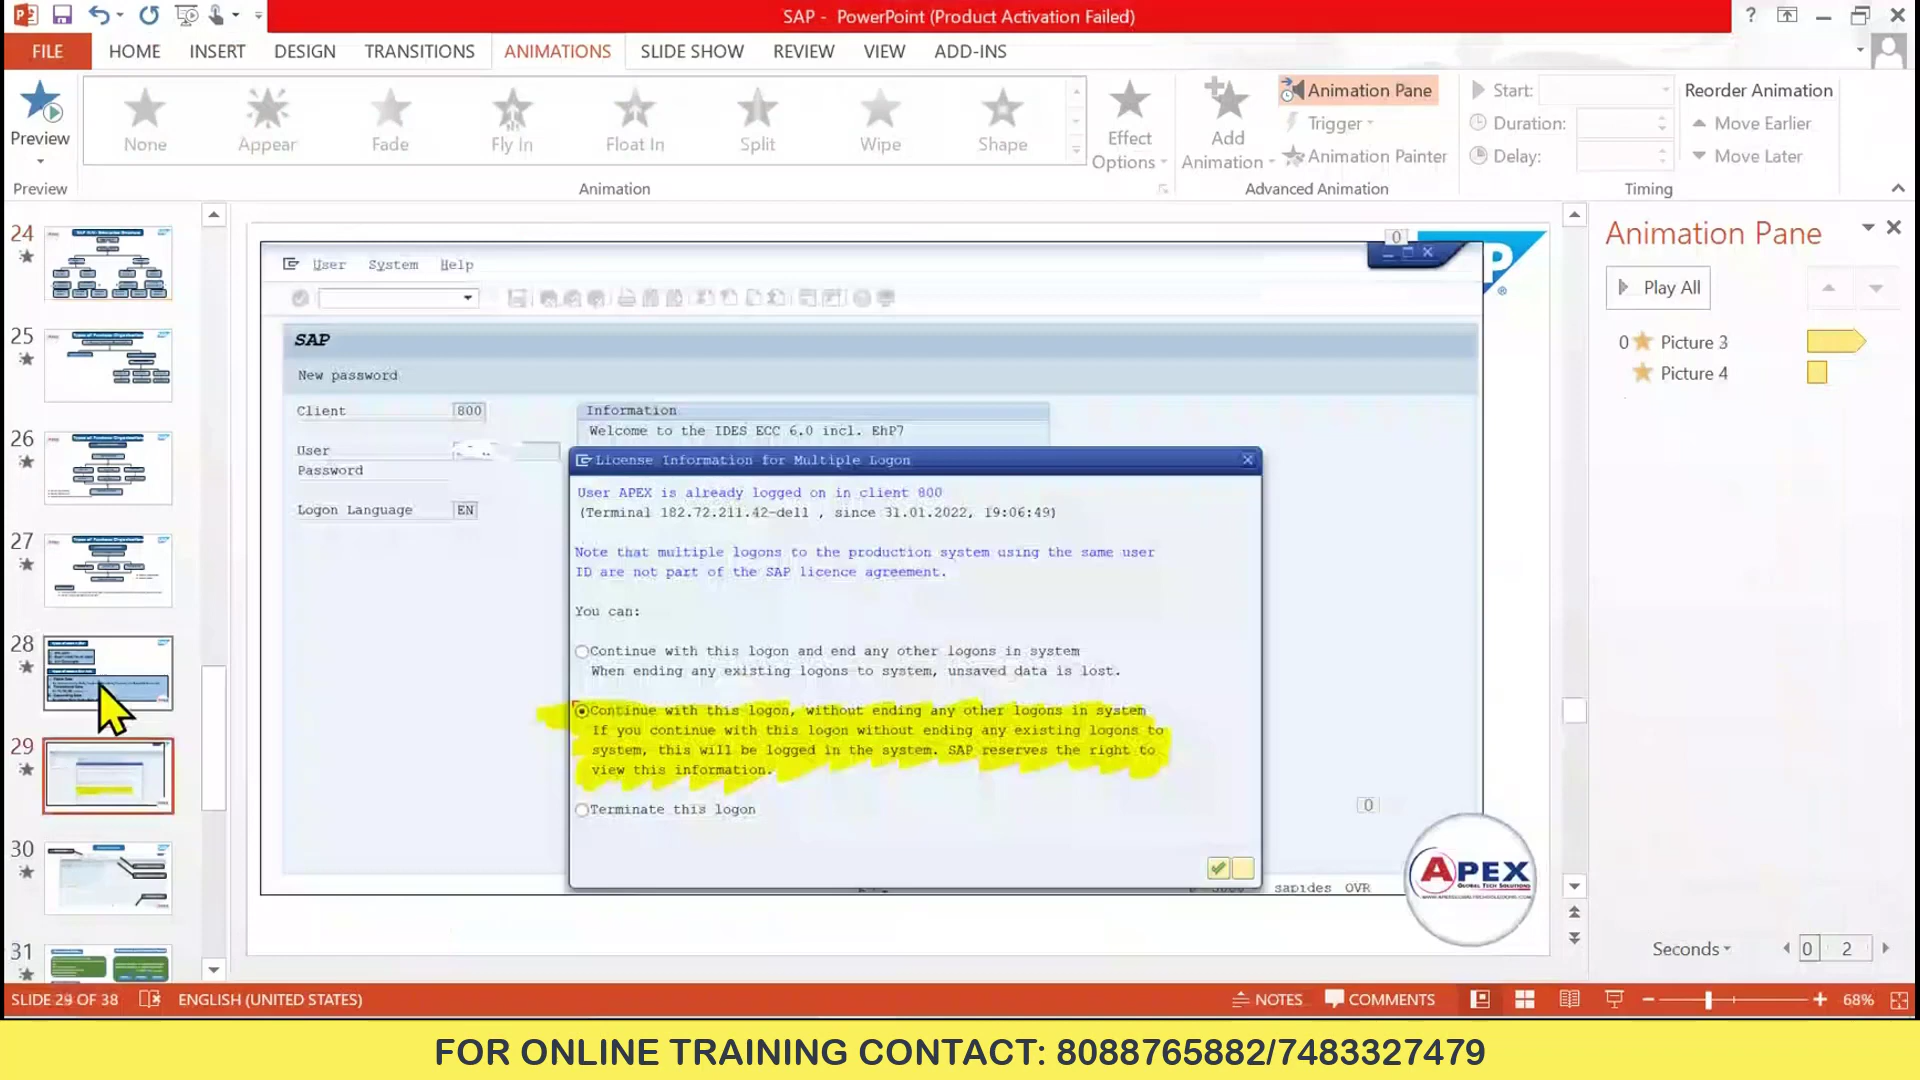 SAP - PowerPoint (Product Activation Failed)
?
FILE HOME INSERT DESIGN TRANSITIONS ANIMATIONS SLIDE SHOW REVIEW VIEW ADD-INS
Preview
None Appear Fade Fly In Float In Split Wipe Shape
Effect Options
Add Animation
Animation Pane
Trigger
Animation Painter
Start:
Duration:
Delay:
Reorder Animation
Move Earlier
Move Later
Preview Animation Advanced Animation Timing
24
25
26
27
28
29
30
31
0
User System Help
SAP
New password
Client 800
User
Password
Logon Language EN
Information
Welcome to the IDES ECC 6.0 incl. EhP7
License Information for Multiple Logon
User APEX is already logged on in client 800
(Terminal 182.72.211.42-dell , since 31.01.2022, 19:06:49)
Note that multiple logons to the production system using the same user
ID are not part of the SAP licence agreement.
You can:
Continue with this logon and end any other logons in system
When ending any existing logons to system, unsaved data is lost.
Continue with this logon, without ending any other logons in system
If you continue with this logon without ending any existing logons to
system, this will be logged in the system. SAP reserves the right to
view this information.
Terminate this logon
0
sapides OVR
APEX
GLOBAL TECH SOLUTIONS
Animation Pane
Play All
0 Picture 3
Picture 4
Seconds 0 2
SLIDE 29 OF 38 ENGLISH (UNITED STATES) NOTES COMMENTS 68%
FOR ONLINE TRAINING CONTACT: 8088765882/7483327479